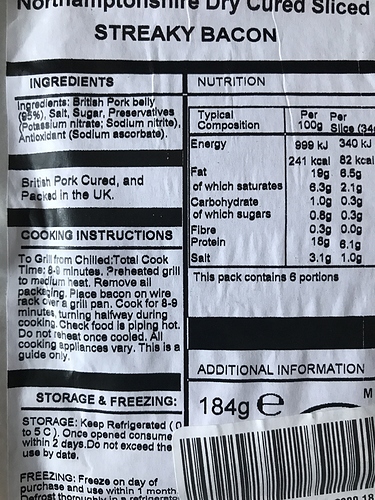 Northamptonshire Dry Cured Sliced
STREAKY BACON
INGREDIENTS
Ingredients: British Pork belly
(95%), Salt, Sugar, Preservatives
(Potassium nitrate; Sodium nitrite),
Antioxidant (Sodium ascorbate).
British Pork Cured, and
Packed in the UK.
COOKING INSTRUCTIONS
To Grill from Chilled:Total Cook
Time: 8-9 minutes. Preheated grill
to medium heat. Remove all
packaging. Place bacon on wire
rack over a grill pan. Cook for 8-9
minutes, turning halfway during
cooking. Check food is piping hot.
Do not reheat once cooled. All
cooking appliances vary. This is a
guide only.
STORAGE & FREEZING:
STORAGE: Keep Refrigerated ( 0
to 5 C ). Once opened consume
within 2 days.Do not exceed the
use by date.
FREEZING: Freeze on day of
purchase and use within 1 month.
Defrost thoroughly in a refrigerator
NUTRITION
Typical Composition Per 100g Per Slice (34g
Energy 999 kJ 340 kJ
241 kcal 82 kcal
Fat 19g 6.5g
of which saturates 6.3g 2.1g
Carbohydrate 1.0g 0.3g
of which sugars 0.8g 0.3g
Fibre 0.3g 0.0g
Protein 18g 6.1g
Salt 3.1g 1.0g
This pack contains 6 portions
ADDITIONAL INFORMATION
184g e
M